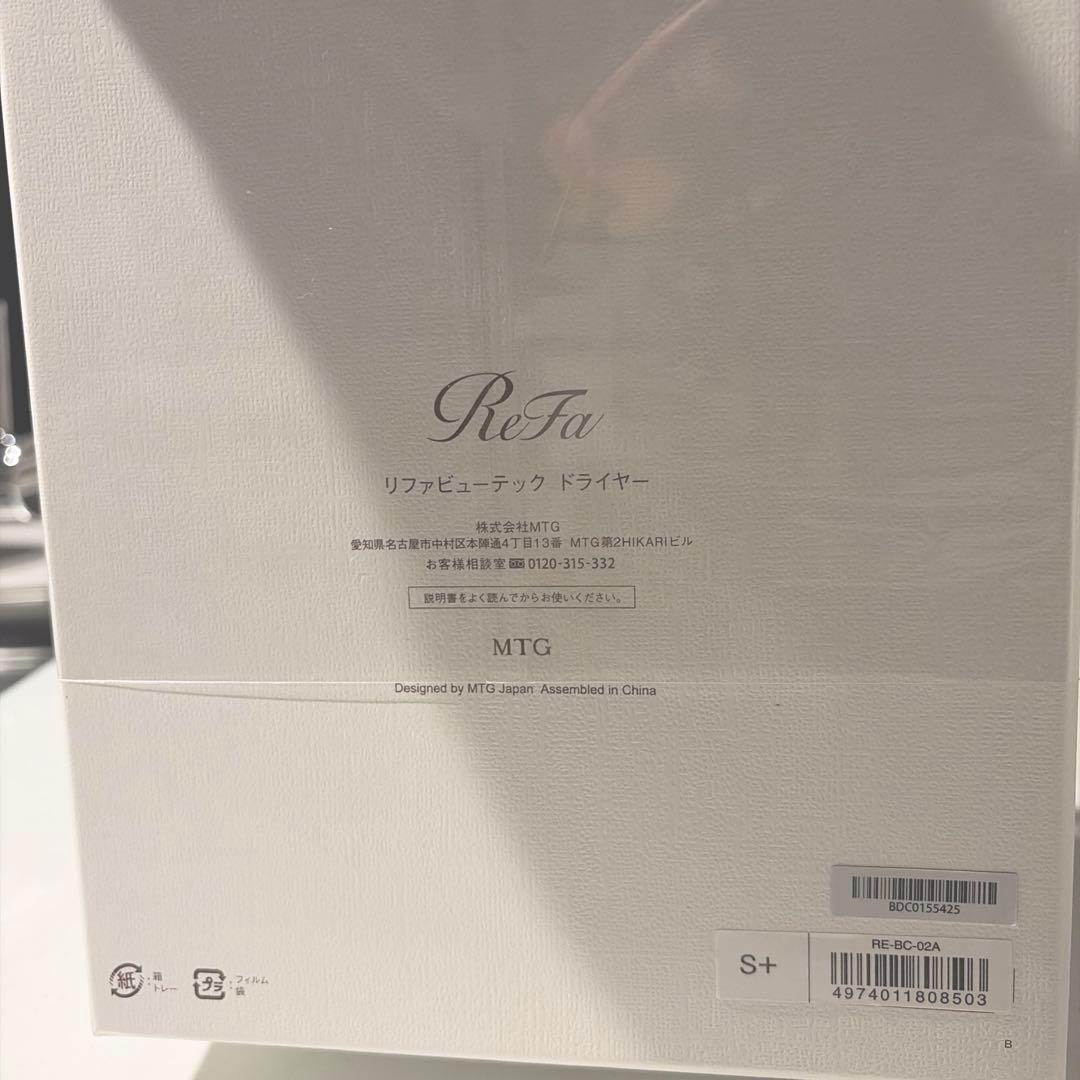 ReFa
リファビューテック ドライヤー
株式会社MTG
愛知県名古屋市中村区本陣通4丁目13番 MTG第2HIKARIビル
お客様相談室 0120-315-332
説明書をよく読んでからお使いください。
MTG
Designed by MTG Japan Assembled in China
BDC0155425
S+
RE-BC-02A
4974011808503
紙 : 箱
トレー
プラ : フィルム
袋
B